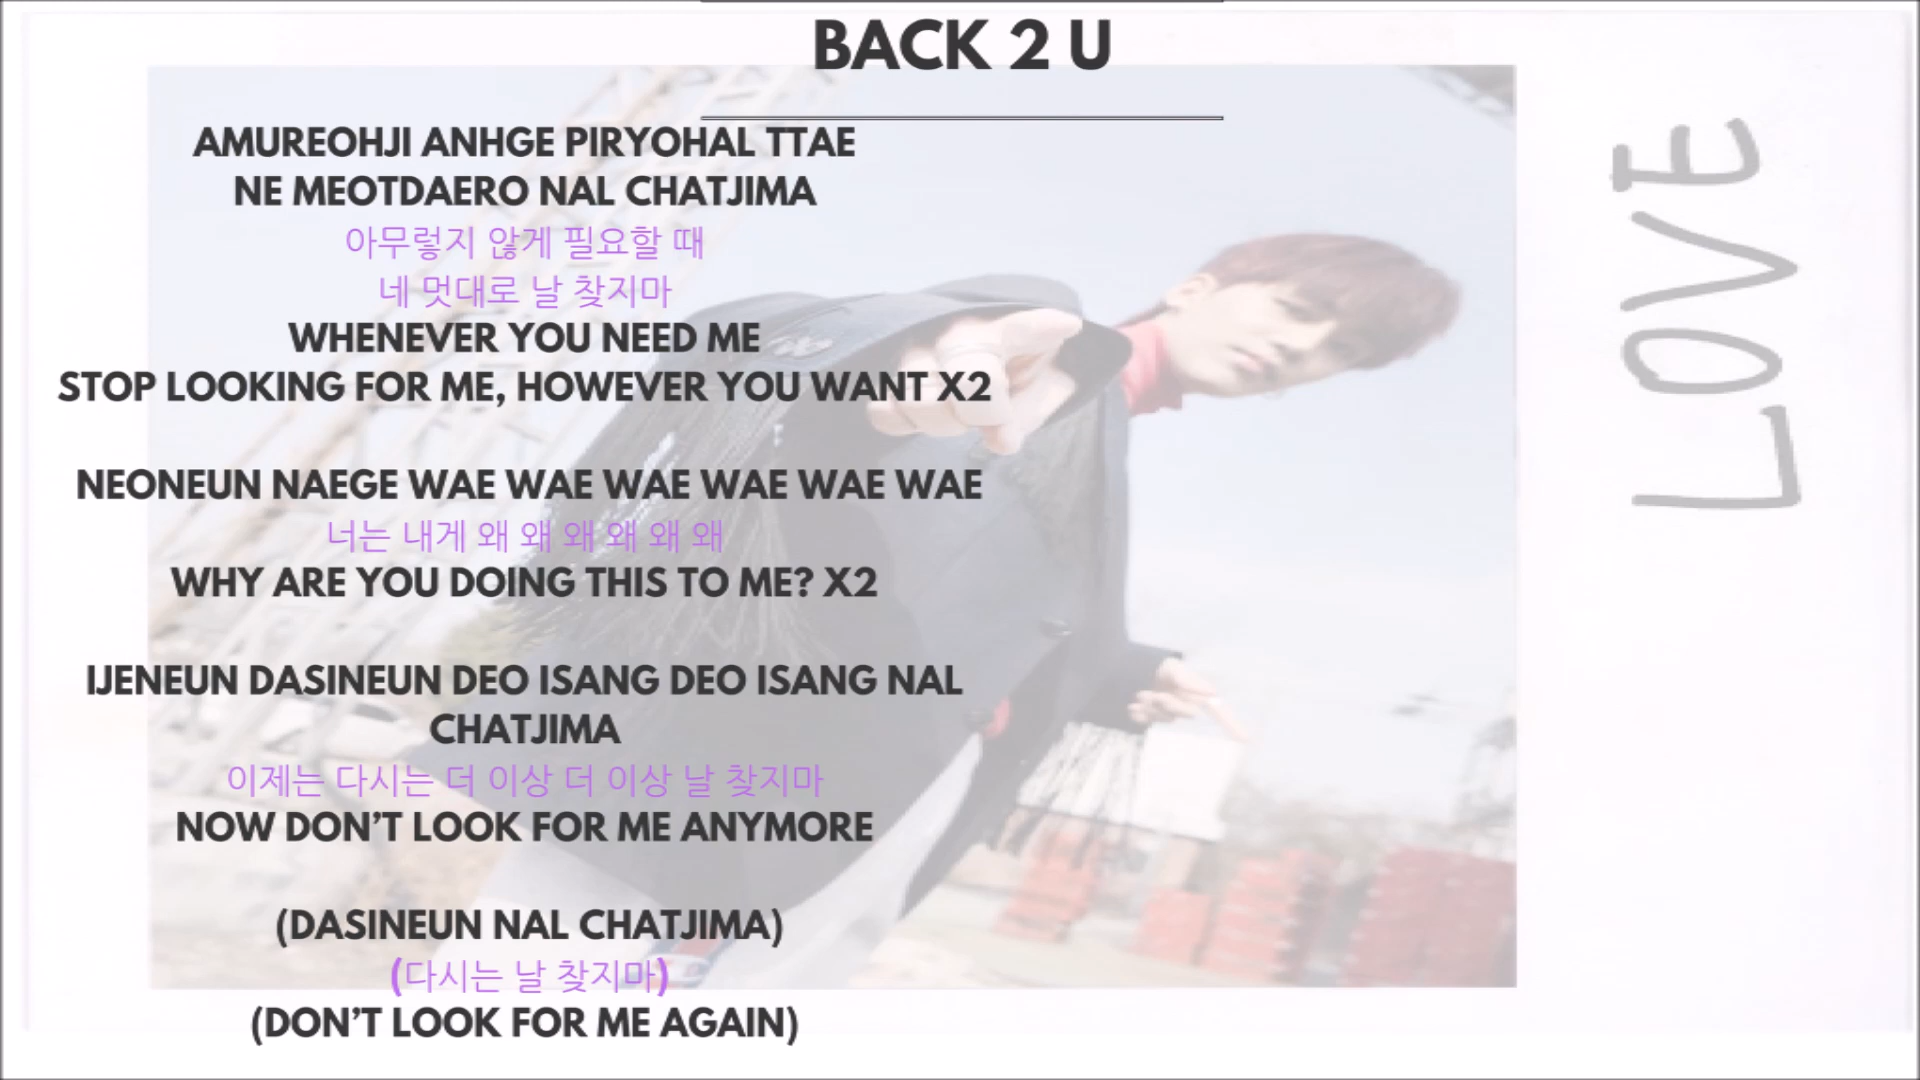 BACK 2 U
AMUREOHJI ANHGE PIRYOHAL TTAE
NE MEOTDAERO NAL CHATJIMA
아무렇지 않게 필요할 때
네 멋대로 날 찾지마
WHENEVER YOU NEED ME
STOP LOOKING FOR ME, HOWEVER YOU WANT X2
NEONEUN NAEGE WAE WAE WAE WAE WAE WAE
너는 내게 왜 왜 왜 왜 왜 왜
WHY ARE YOU DOING THIS TO ME? X2
IJENEUN DASINEUN DEO ISANG DEO ISANG NAL
CHATJIMA
이제는 다시는 더 이상 더 이상 날 찾지마
NOW DON'T LOOK FOR ME ANYMORE
(DASINEUN NAL CHATJIMA)
(다시는 날 찾지마)
(DON'T LOOK FOR ME AGAIN)
LOVE